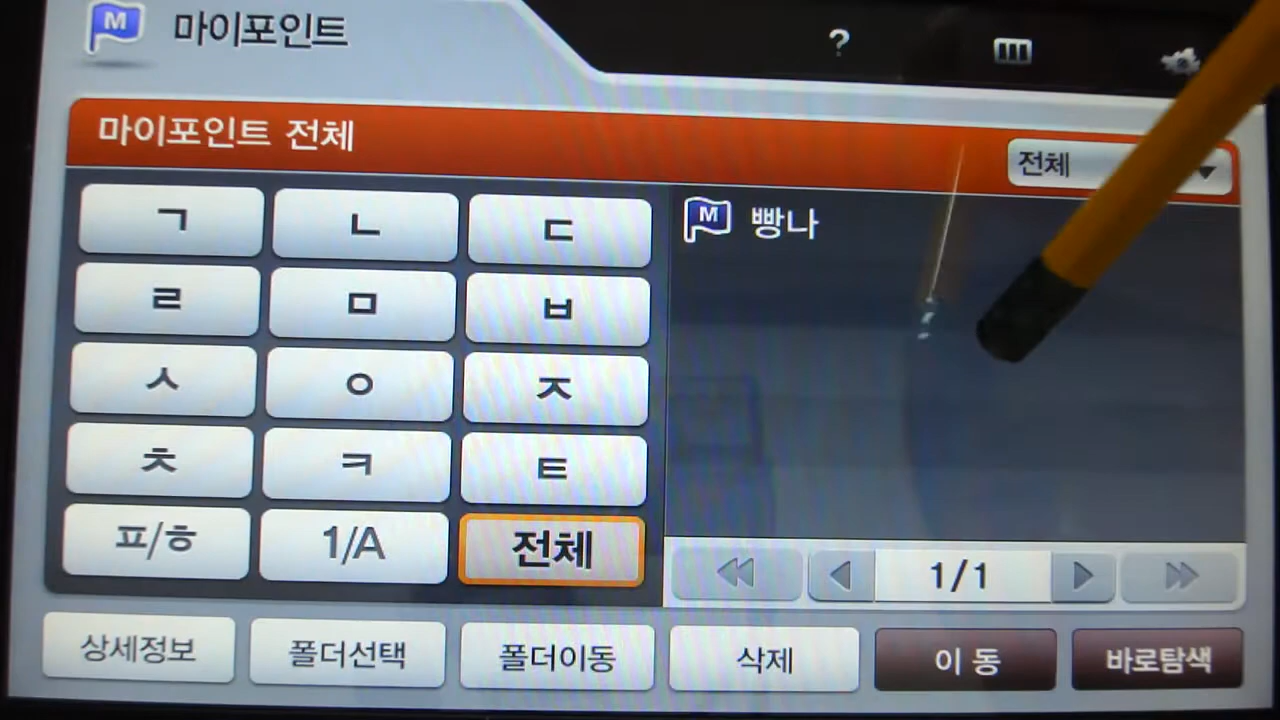 M 마이포인트
?
마이포인트 전체
전체
ㄱ ㄴ ㄷ
M 빵나
ㄹ ㅁ ㅂ
ㅅ ㅇ ㅈ
ㅊ ㅋ ㅌ
ㅍ/ㅎ 1/A 전체
1/1
상세정보 폴더선택 폴더이동 삭제 이동 바로탐색